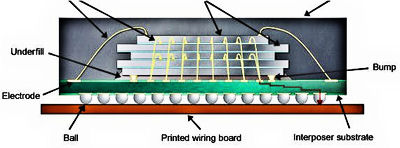 Underfill
Bump
Electrode
Ball
Printed wiring board
Interposer substrate